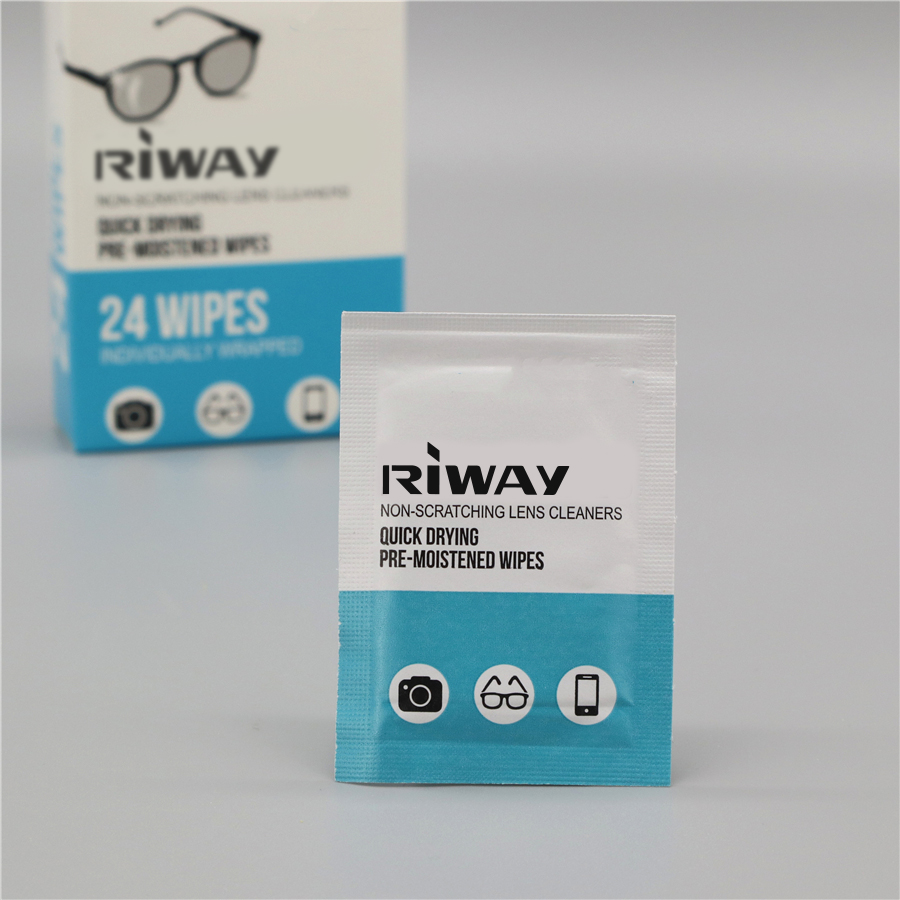 RiWAY
NON-SCRATCHING LENS CLEANERS
QUICK DRYING
PRE-MOISTENED WIPES
24 WIPES
INDIVIDUALLY WRAPPED
WIPES
RiWAY
NON-SCRATCHING LENS CLEANERS
QUICK DRYING
PRE-MOISTENED WIPES